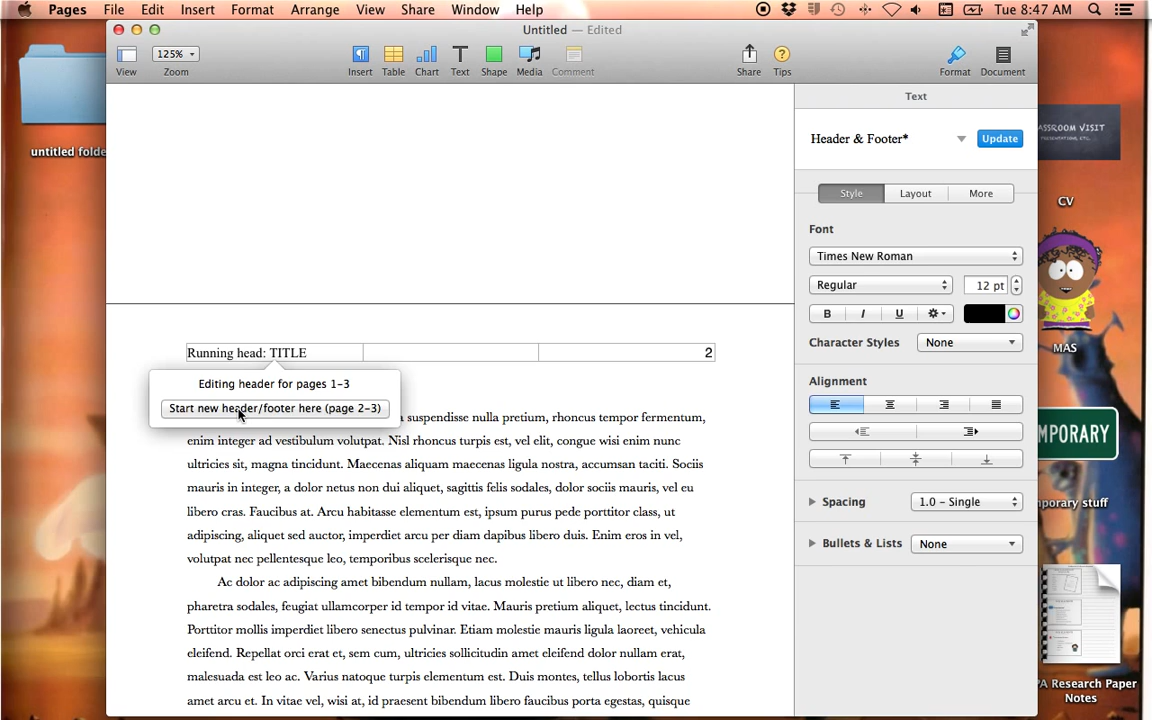 Pages File Edit Insert Format Arrange View Share Window Help Tue 8:47 AM
Untitled — Edited
125%
View Zoom Insert Table Chart Text Shape Media Comment Share Tips Format Document
Text
Header & Footer* Update
Style Layout More
Font
Times New Roman
Regular 12 pt
B I U
Character Styles None
Alignment
Spacing 1.0 – Single
Bullets & Lists None
Running head: TITLE 2
Editing header for pages 1–3
Start new header/footer here (page 2–3)
suspendisse nulla pretium, rhoncus tempor fermentum,
enim integer ad vestibulum volutpat. Nisl rhoncus turpis est, vel elit, congue wisi enim nunc
ultricies sit, magna tincidunt. Maecenas aliquam maecenas ligula nostra, accumsan taciti. Sociis
mauris in integer, a dolor netus non dui aliquet, sagittis felis sodales, dolor sociis mauris, vel eu
libero cras. Faucibus at. Arcu habitasse elementum est, ipsum purus pede porttitor class, ut
adipiscing, aliquet sed auctor, imperdiet arcu per diam dapibus libero duis. Enim eros in vel,
volutpat nec pellentesque leo, temporibus scelerisque nec.
Ac dolor ac adipiscing amet bibendum nullam, lacus molestie ut libero nec, diam et,
pharetra sodales, feugiat ullamcorper id tempor id vitae. Mauris pretium aliquet, lectus tincidunt.
Porttitor mollis imperdiet libero senectus pulvinar. Etiam molestie mauris ligula laoreet, vehicula
eleifend. Repellat orci erat et, sem cum, ultricies sollicitudin amet eleifend dolor nullam erat,
malesuada est leo ac. Varius natoque turpis elementum est. Duis montes, tellus lobortis lacus
amet arcu et. In vitae vel, wisi at, id praesent bibendum libero faucibus porta egestas, quisque
untitled folde
ASSROOM VISIT
CV
MAS
MPORARY
mporary stuff
PA Research Paper
Notes